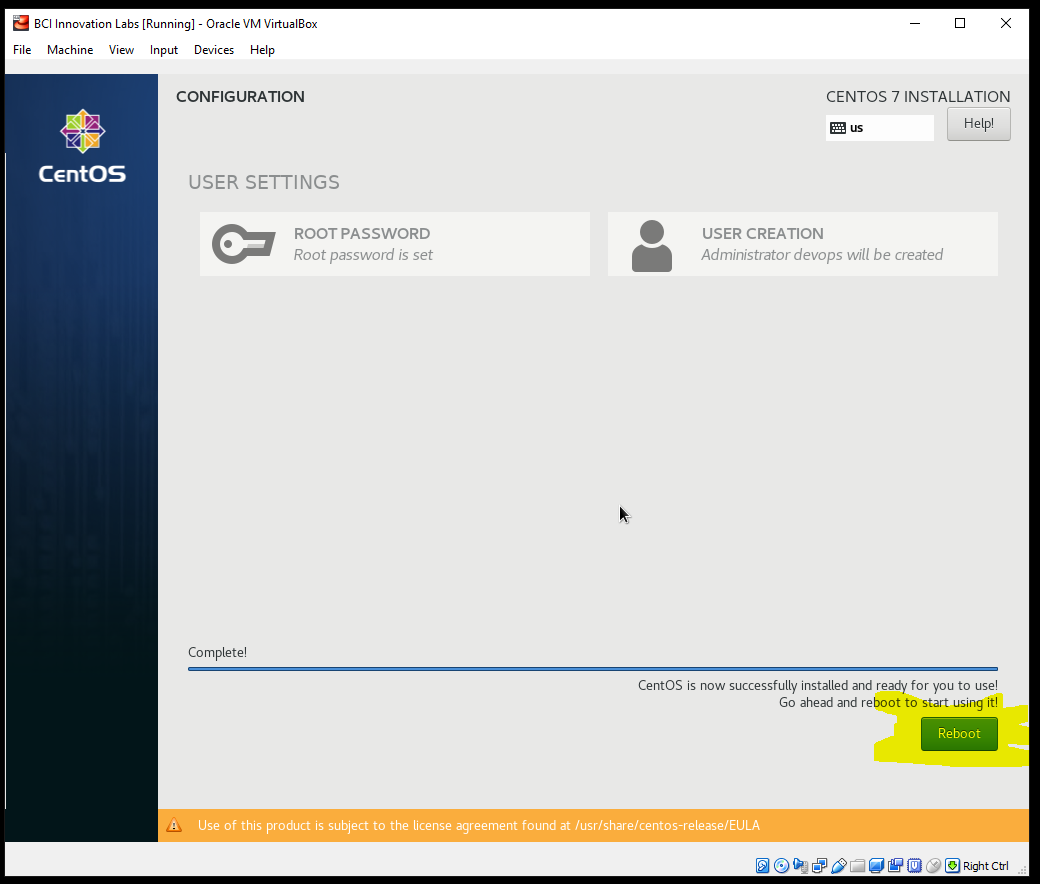 BCI Innovation Labs [Running] - Oracle VM VirtualBox
File Machine View Input Devices Help
CentOS
CONFIGURATION
CENTOS 7 INSTALLATION
us
Help!
USER SETTINGS
ROOT PASSWORD
Root password is set
USER CREATION
Administrator devops will be created
Complete!
CentOS is now successfully installed and ready for you to use!
Go ahead and reboot to start using it!
Reboot
Use of this product is subject to the license agreement found at /usr/share/centos-release/EULA
Right Ctrl